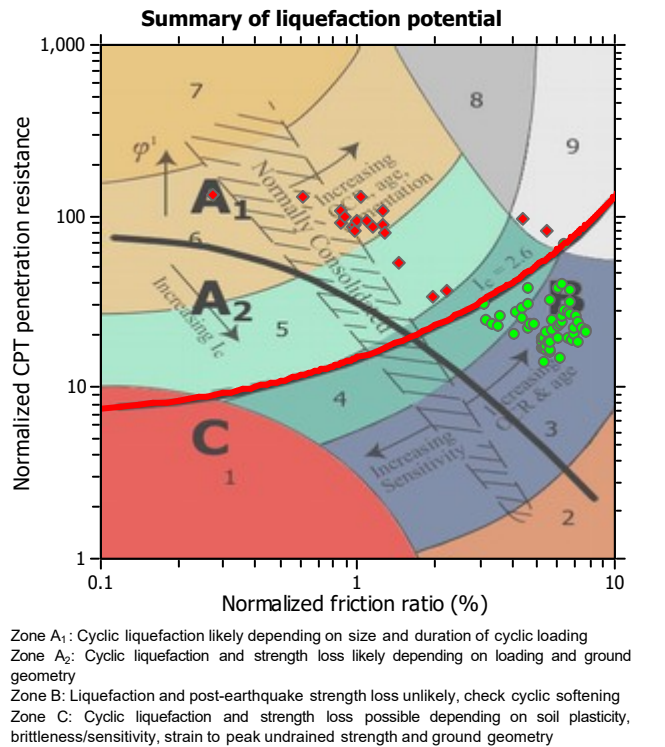 Summary of liquefaction potential
Normalized CPT penetration resistance
1,000
100
10
1
7
8
9
φ'
A1
Increasing
age,
Normally Consolidated
6
A2
Increasing Ic
5
Ic = 2.6
B
4
Increasing
OCR & age
3
C
1
Increasing
Sensitivity
2
0.1
1
10
Normalized friction ratio (%)
Zone A1: Cyclic liquefaction likely depending on size and duration of cyclic loading
Zone A2: Cyclic liquefaction and strength loss likely depending on loading and ground
geometry
Zone B: Liquefaction and post-earthquake strength loss unlikely, check cyclic softening
Zone C: Cyclic liquefaction and strength loss possible depending on soil plasticity,
brittleness/sensitivity, strain to peak undrained strength and ground geometry